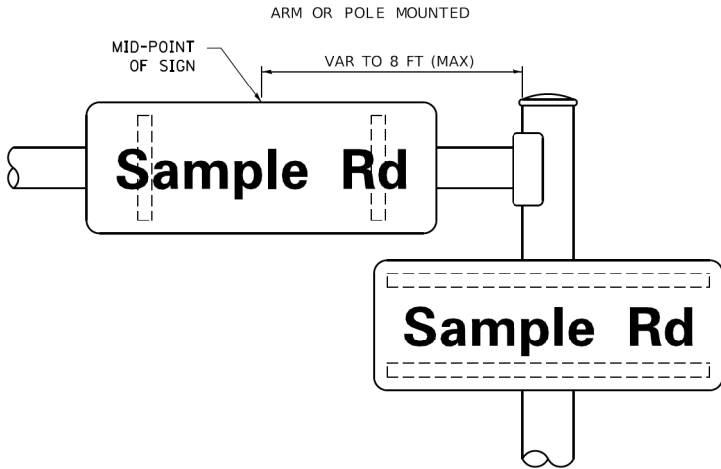 ARM OR POLE MOUNTED
MID-POINT
OF SIGN
VAR TO 8 FT (MAX)
Sample Rd
Sample Rd